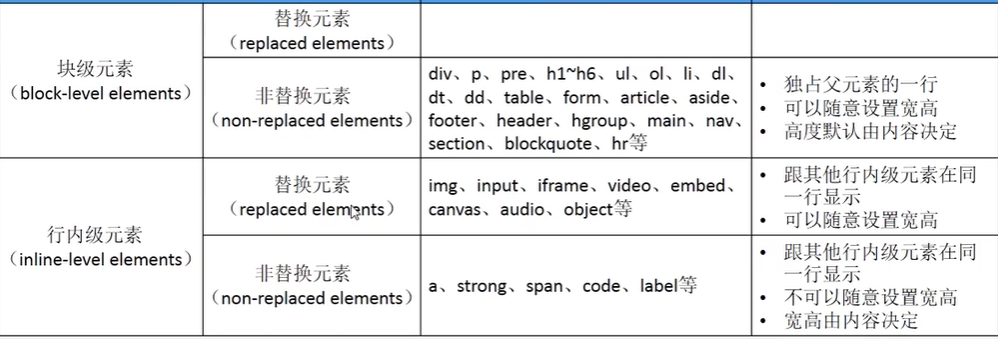 替换元素
（replaced elements）
块级元素
（block-level elements）
非替换元素
（non-replaced elements）
div、p、pre、h1~h6、ul、ol、li、dl、
dt、dd、table、form、article、aside、
footer、header、hgroup、main、nav、
section、blockquote、hr等
• 独占父元素的一行
• 可以随意设置宽高
• 高度默认由内容决定
行内级元素
（inline-level elements）
替换元素
（replaced elements）
img、input、iframe、video、embed、
canvas、audio、object等
• 跟其他行内级元素在同
一行显示
• 可以随意设置宽高
非替换元素
（non-replaced elements）
a、strong、span、code、label等
• 跟其他行内级元素在同
一行显示
• 不可以随意设置宽高
• 宽高由内容决定